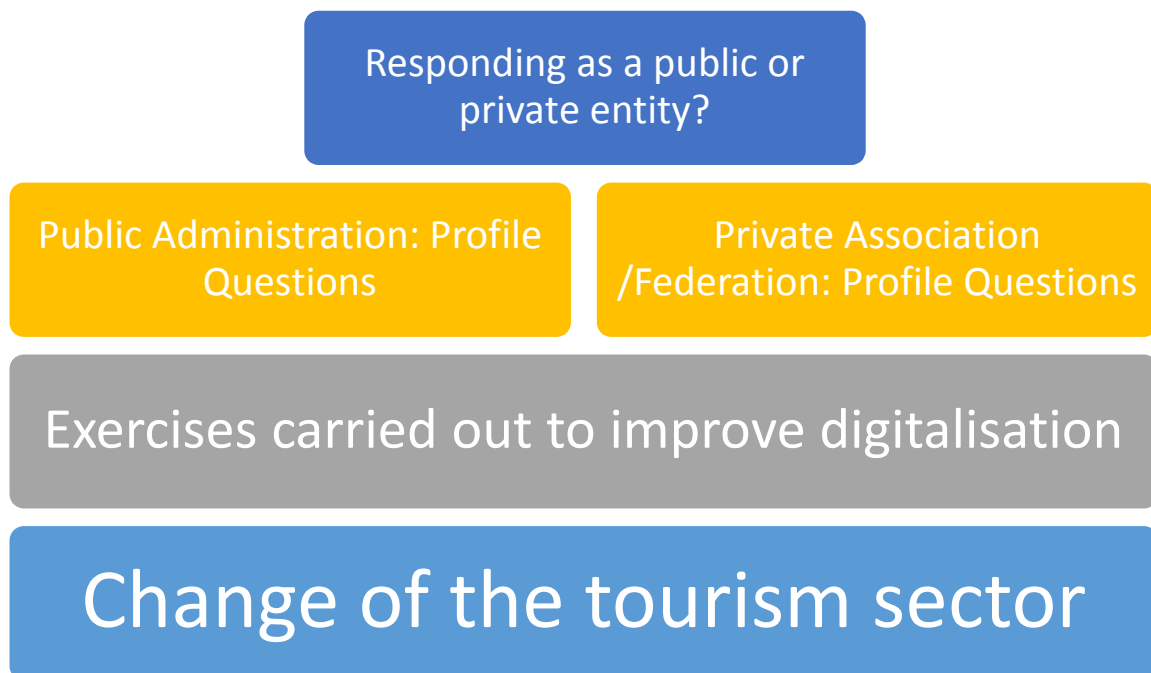 Responding as a public or
private entity?
Public Administration: Profile
Questions
Private Association
/Federation: Profile Questions
Exercises carried out to improve digitalisation
Change of the tourism sector